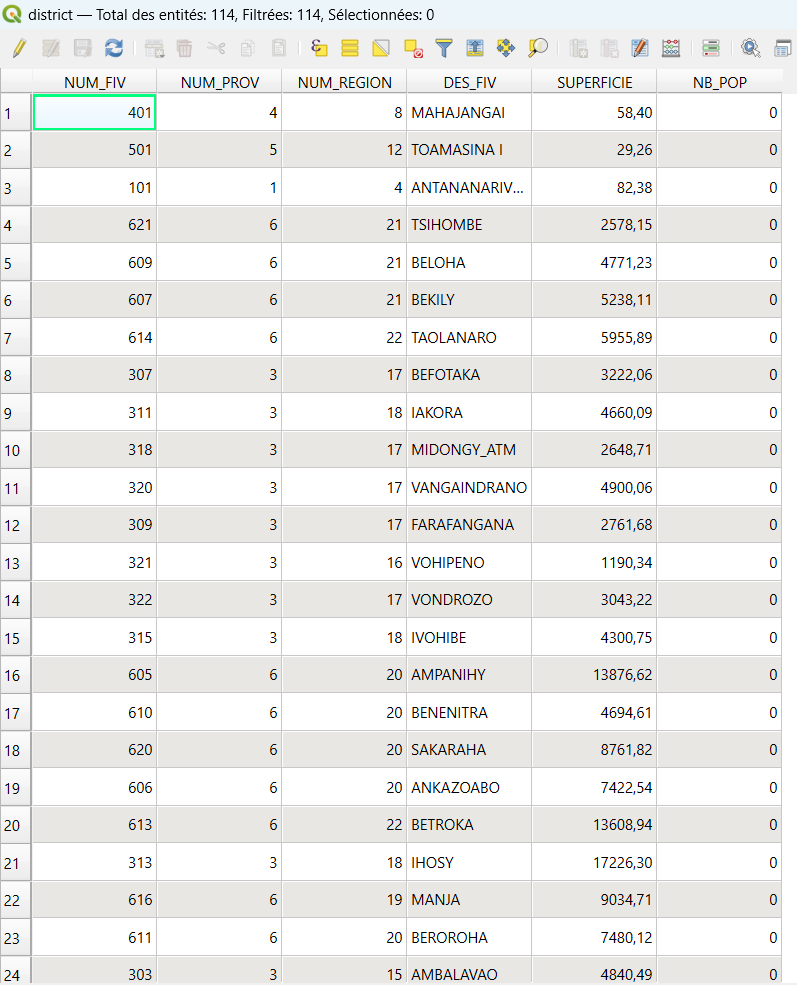 district — Total des entités: 114, Filtrées: 114, Sélectionnées: 0
NUM_FIV NUM_PROV NUM_REGION DES_FIV SUPERFICIE NB_POP
1 401 4 8 MAHAJANGAI 58,40 0
2 501 5 12 TOAMASINA I 29,26 0
3 101 1 4 ANTANANARIV... 82,38 0
4 621 6 21 TSIHOMBE 2578,15 0
5 609 6 21 BELOHA 4771,23 0
6 607 6 21 BEKILY 5238,11 0
7 614 6 22 TAOLANARO 5955,89 0
8 307 3 17 BEFOTAKA 3222,06 0
9 311 3 18 IAKORA 4660,09 0
10 318 3 17 MIDONGY_ATM 2648,71 0
11 320 3 17 VANGAINDRANO 4900,06 0
12 309 3 17 FARAFANGANA 2761,68 0
13 321 3 16 VOHIPENO 1190,34 0
14 322 3 17 VONDROZO 3043,22 0
15 315 3 18 IVOHIBE 4300,75 0
16 605 6 20 AMPANIHY 13876,62 0
17 610 6 20 BENENITRA 4694,61 0
18 620 6 20 SAKARAHA 8761,82 0
19 606 6 20 ANKAZOABO 7422,54 0
20 613 6 22 BETROKA 13608,94 0
21 313 3 18 IHOSY 17226,30 0
22 616 6 19 MANJA 9034,71 0
23 611 6 20 BEROROHA 7480,12 0
24 303 3 15 AMBALAVAO 4840,49 0